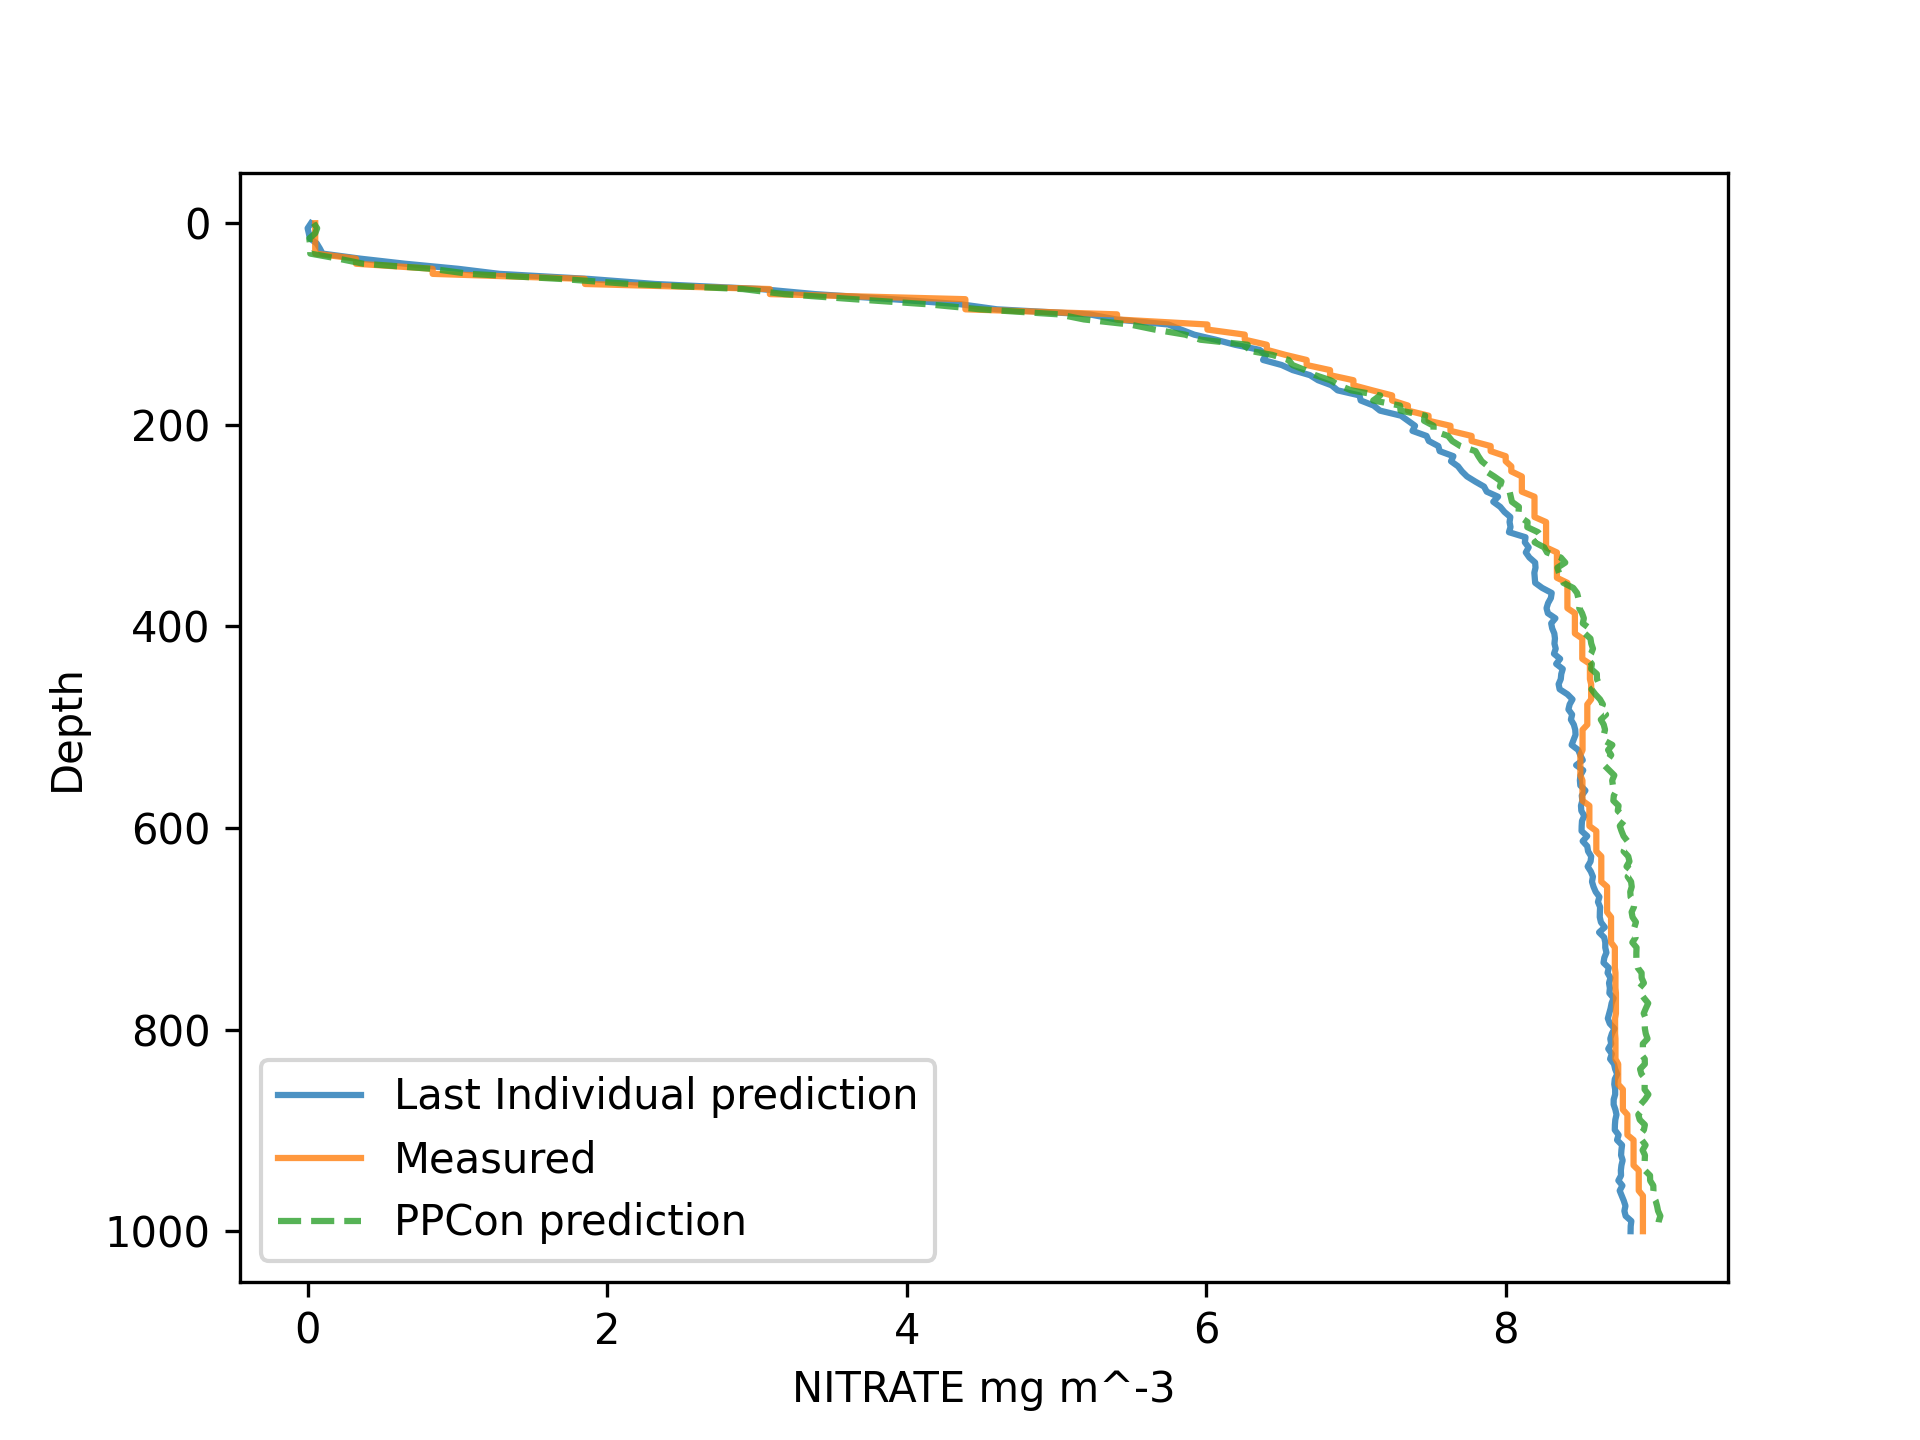 0
200
400
600
800
1000
Depth
Last Individual prediction
Measured
PPCon prediction
0 2 4 6 8
NITRATE mg m^-3